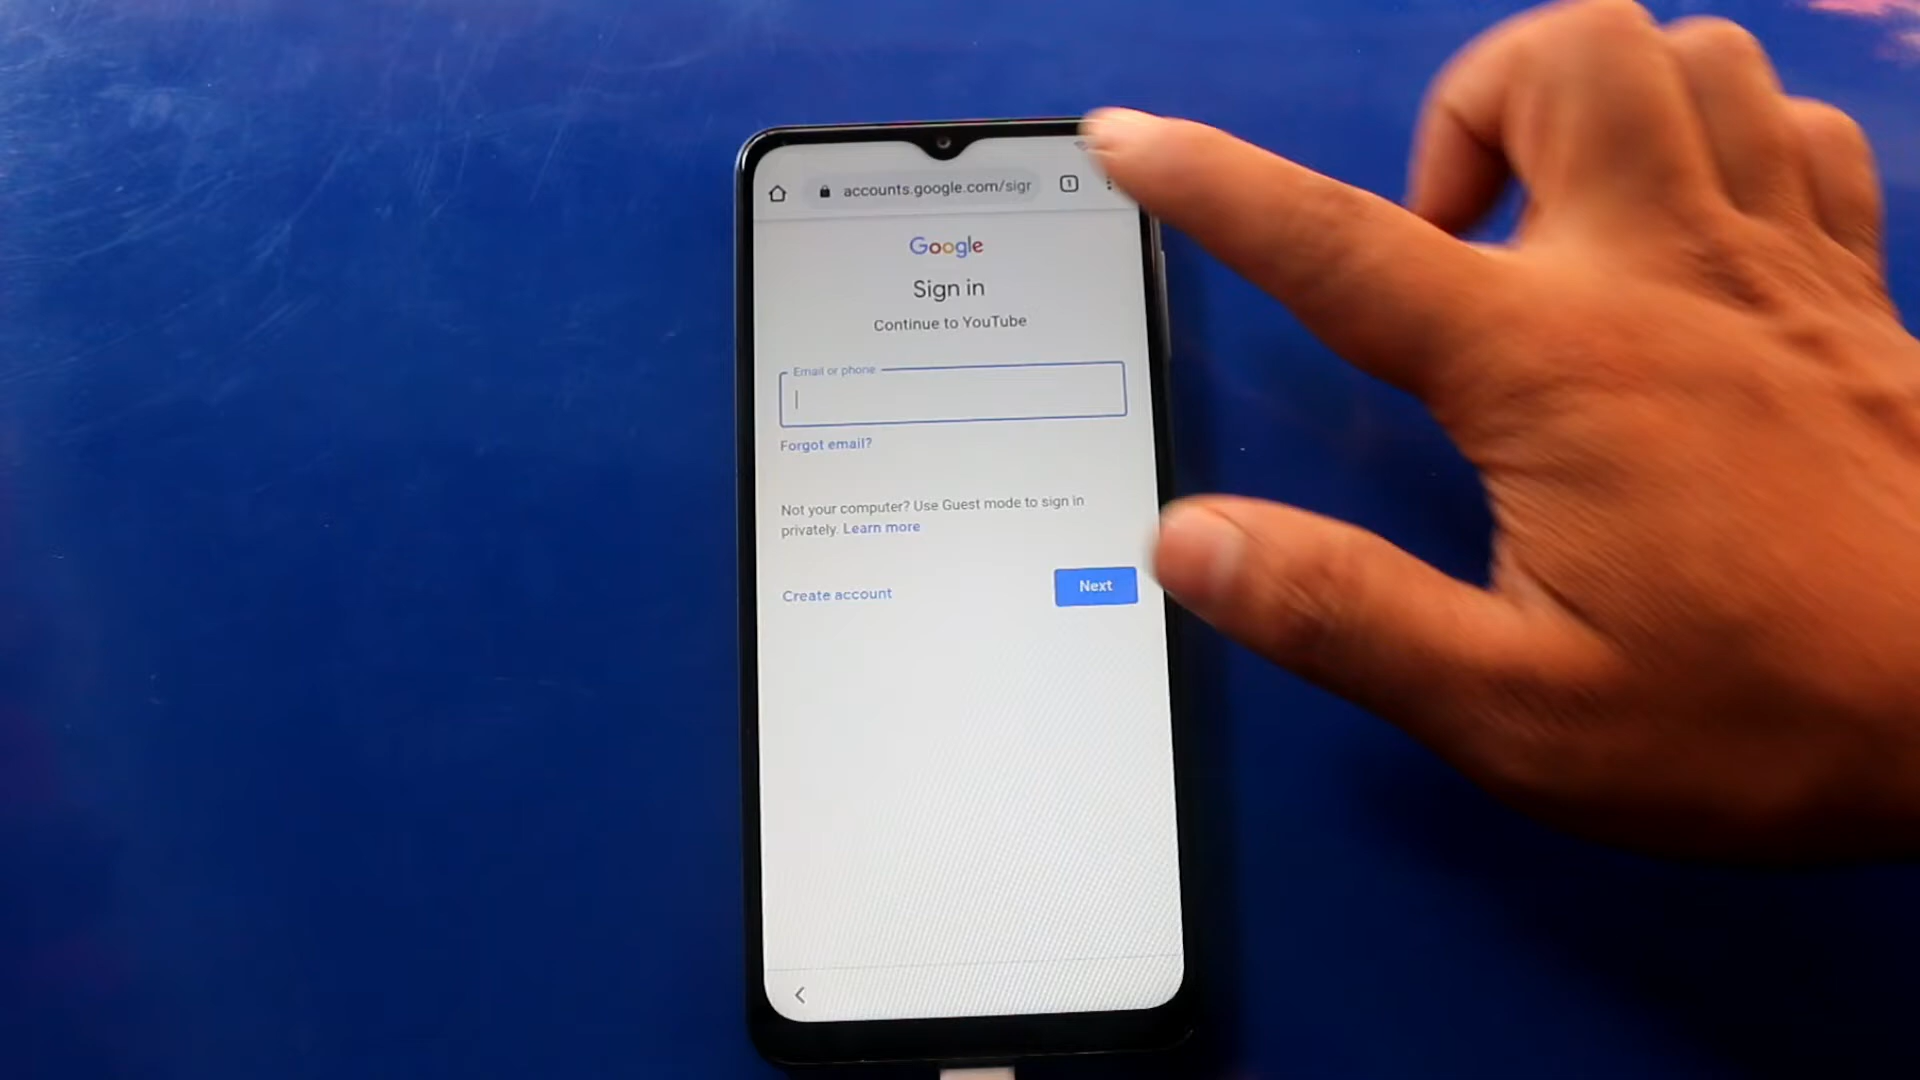 accounts.google.com/sigr
1
Google
Sign in
Continue to YouTube
Email or phone
Forgot email?
Not your computer? Use Guest mode to sign in
privately. Learn more
Create account
Next